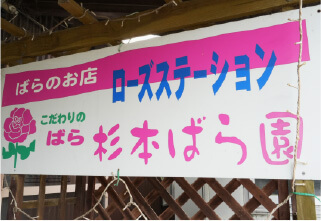 ばらのお店
ローズステーション
こだわりの
ばら
杉本ばら園